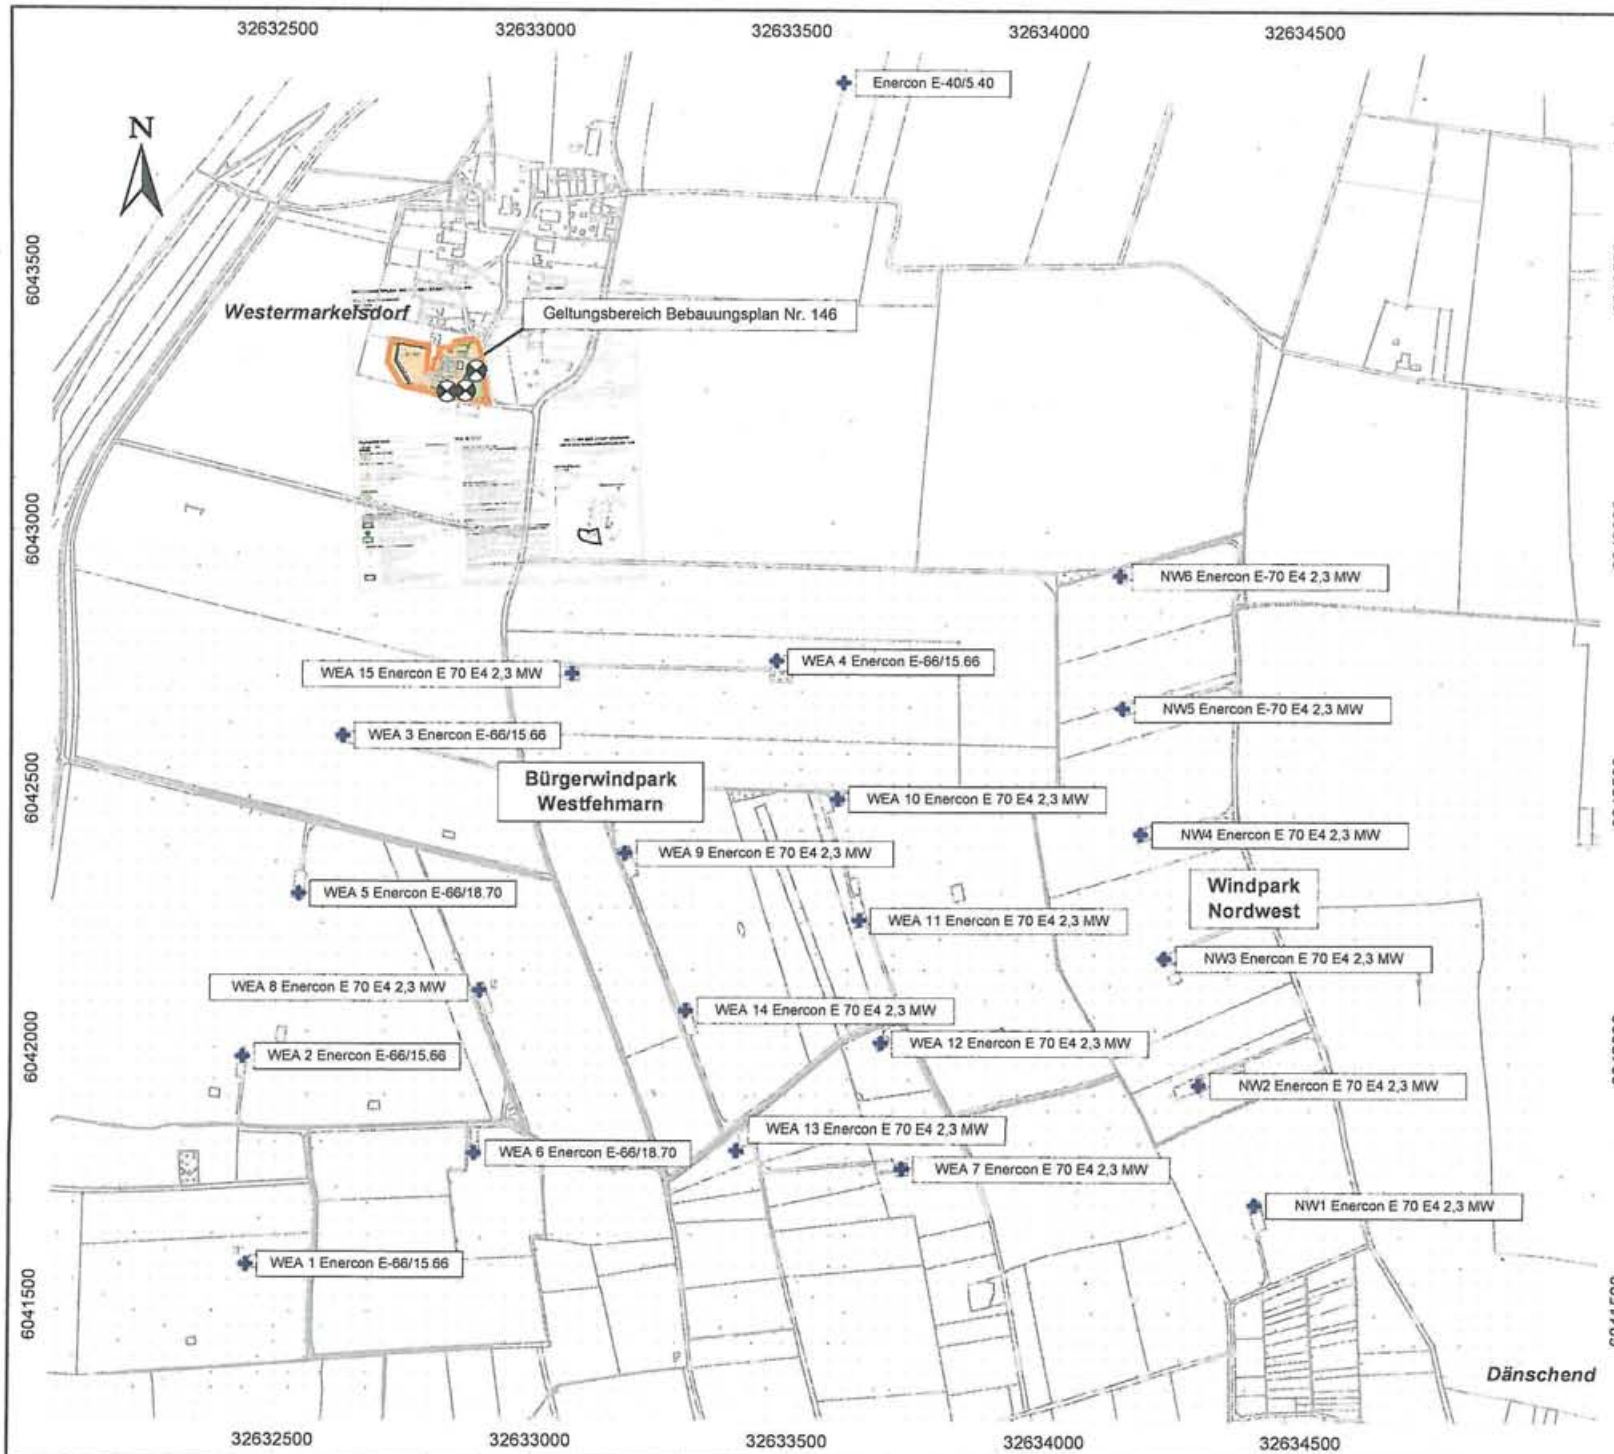 32632500 32633000 32633500 32634000 32634500
Enercon E-40/5.40
N
6043500
Westermarkelsdorf
Geltungsbereich Bebauungsplan Nr. 146
6043000
NW6 Enercon E-70 E4 2,3 MW
WEA 4 Enercon E-66/15.66
WEA 15 Enercon E 70 E4 2,3 MW
NW5 Enercon E-70 E4 2,3 MW
WEA 3 Enercon E-66/15.66
6042500
Bürgerwindpark
Westfehmarn
WEA 10 Enercon E 70 E4 2,3 MW
NW4 Enercon E 70 E4 2,3 MW
WEA 9 Enercon E 70 E4 2,3 MW
WEA 5 Enercon E-66/18.70
Windpark
Nordwest
WEA 11 Enercon E 70 E4 2,3 MW
NW3 Enercon E 70 E4 2,3 MW
WEA 8 Enercon E 70 E4 2,3 MW
WEA 14 Enercon E 70 E4 2,3 MW
6042000
WEA 2 Enercon E-66/15.66
WEA 12 Enercon E 70 E4 2,3 MW
NW2 Enercon E 70 E4 2,3 MW
WEA 13 Enercon E 70 E4 2,3 MW
WEA 6 Enercon E-66/18.70
WEA 7 Enercon E 70 E4 2,3 MW
NW1 Enercon E 70 E4 2,3 MW
WEA 1 Enercon E-66/15.66
6041500
Dänschend
32632500 32633000 32633500 32634000 32634500